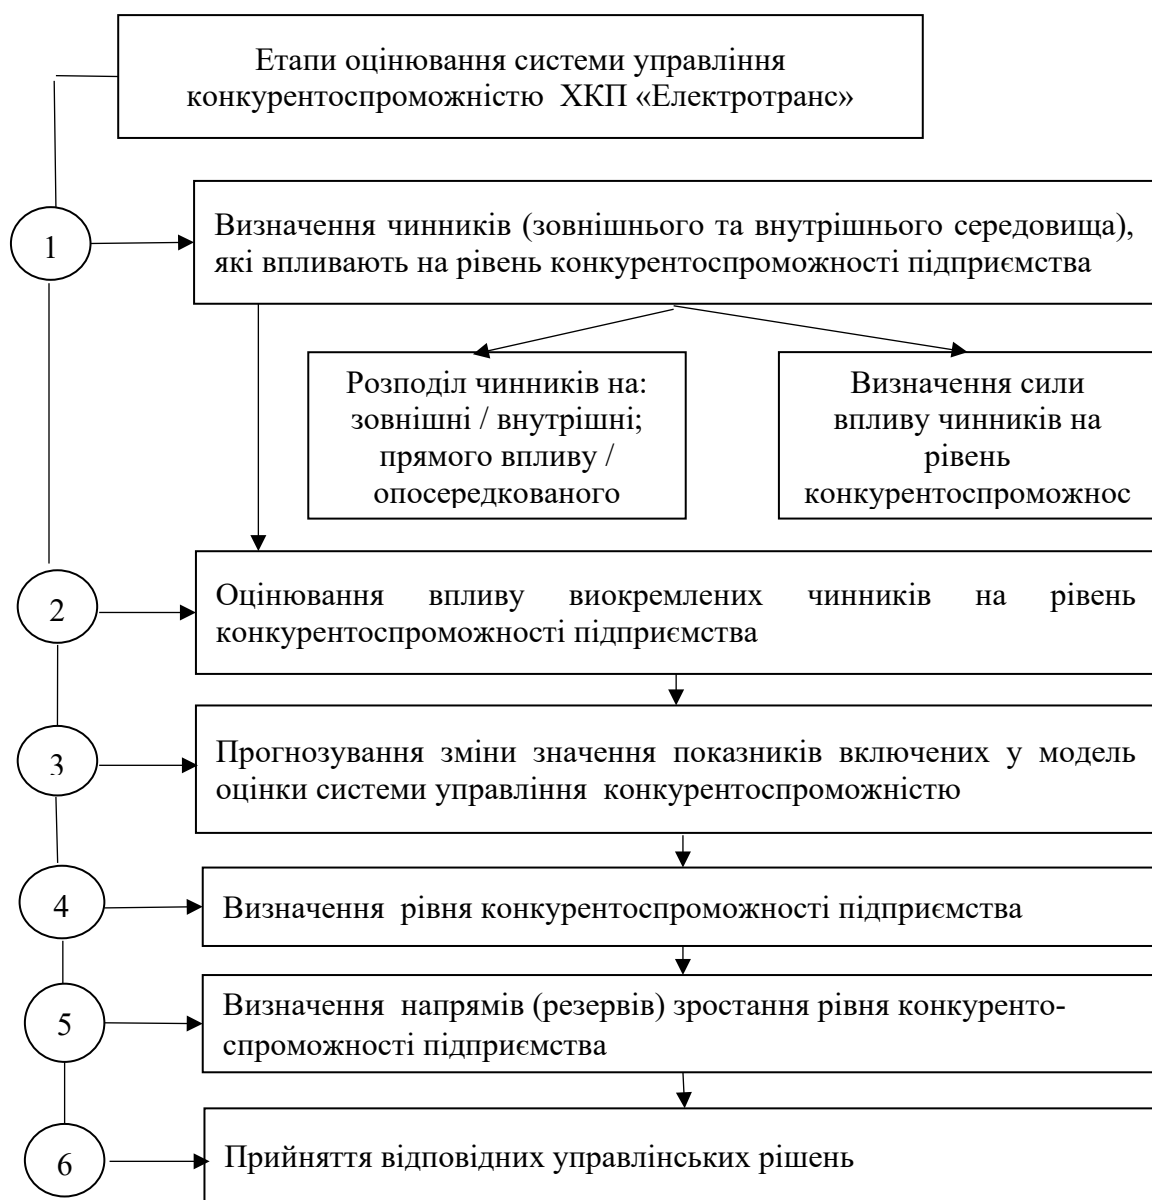 Етапи оцінювання системи управління
конкурентоспроможністю ХКП «Електротранс»
1
Визначення чинників (зовнішнього та внутрішнього середовища),
які впливають на рівень конкурентоспроможності підприємства
Розподіл чинників на:
зовнішні / внутрішні;
прямого впливу /
опосередкованого
Визначення сили
впливу чинників на
рівень
конкурентоспроможнос
2
Оцінювання впливу виокремлених чинників на рівень
конкурентоспроможності підприємства
3
Прогнозування зміни значення показників включених у модель
оцінки системи управління конкурентоспроможністю
4
Визначення рівня конкурентоспроможності підприємства
5
Визначення напрямів (резервів) зростання рівня конкуренто-
спроможності підприємства
6
Прийняття відповідних управлінських рішень